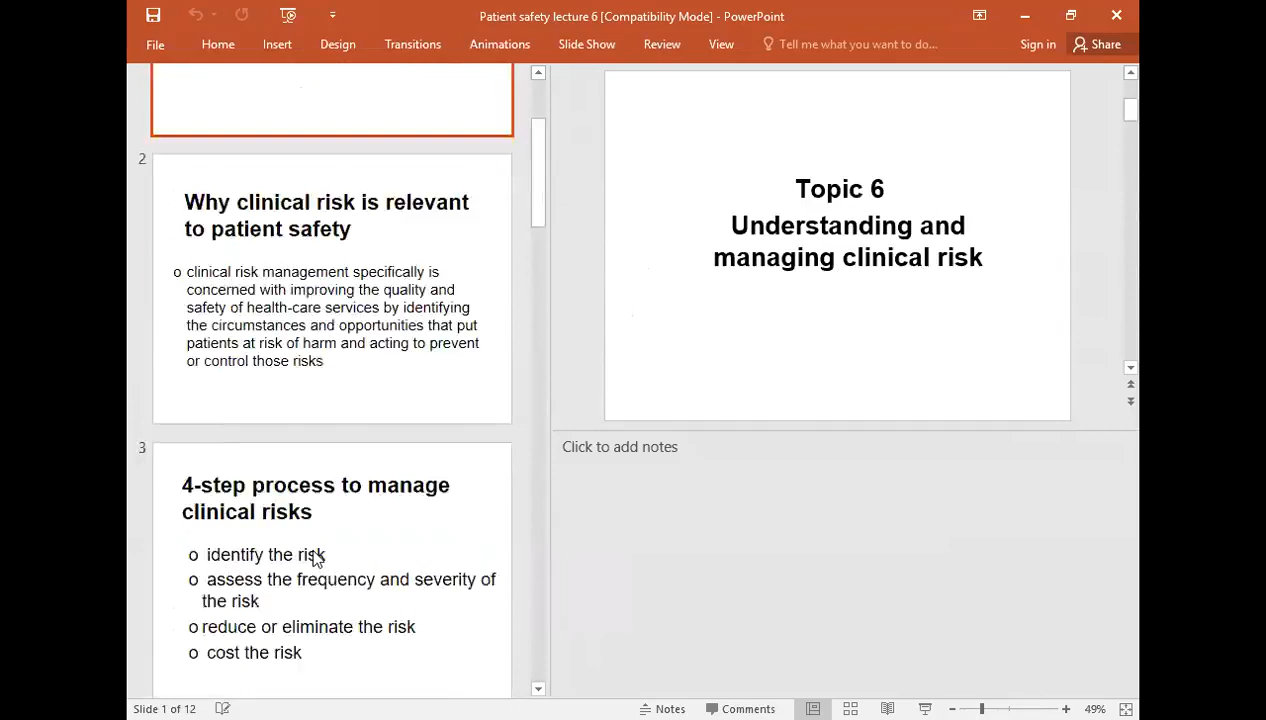 Patient safety lecture 6 [Compatibility Mode] - PowerPoint
File Home Insert Design Transitions Animations Slide Show Review View Tell me what you want to do... Sign in Share
2
Why clinical risk is relevant
to patient safety
o clinical risk management specifically is
concerned with improving the quality and
safety of health-care services by identifying
the circumstances and opportunities that put
patients at risk of harm and acting to prevent
or control those risks
3
4-step process to manage
clinical risks
o identify the risk
o assess the frequency and severity of
the risk
o reduce or eliminate the risk
o cost the risk
Topic 6
Understanding and
managing clinical risk
Click to add notes
Slide 1 of 12 Notes Comments 49%